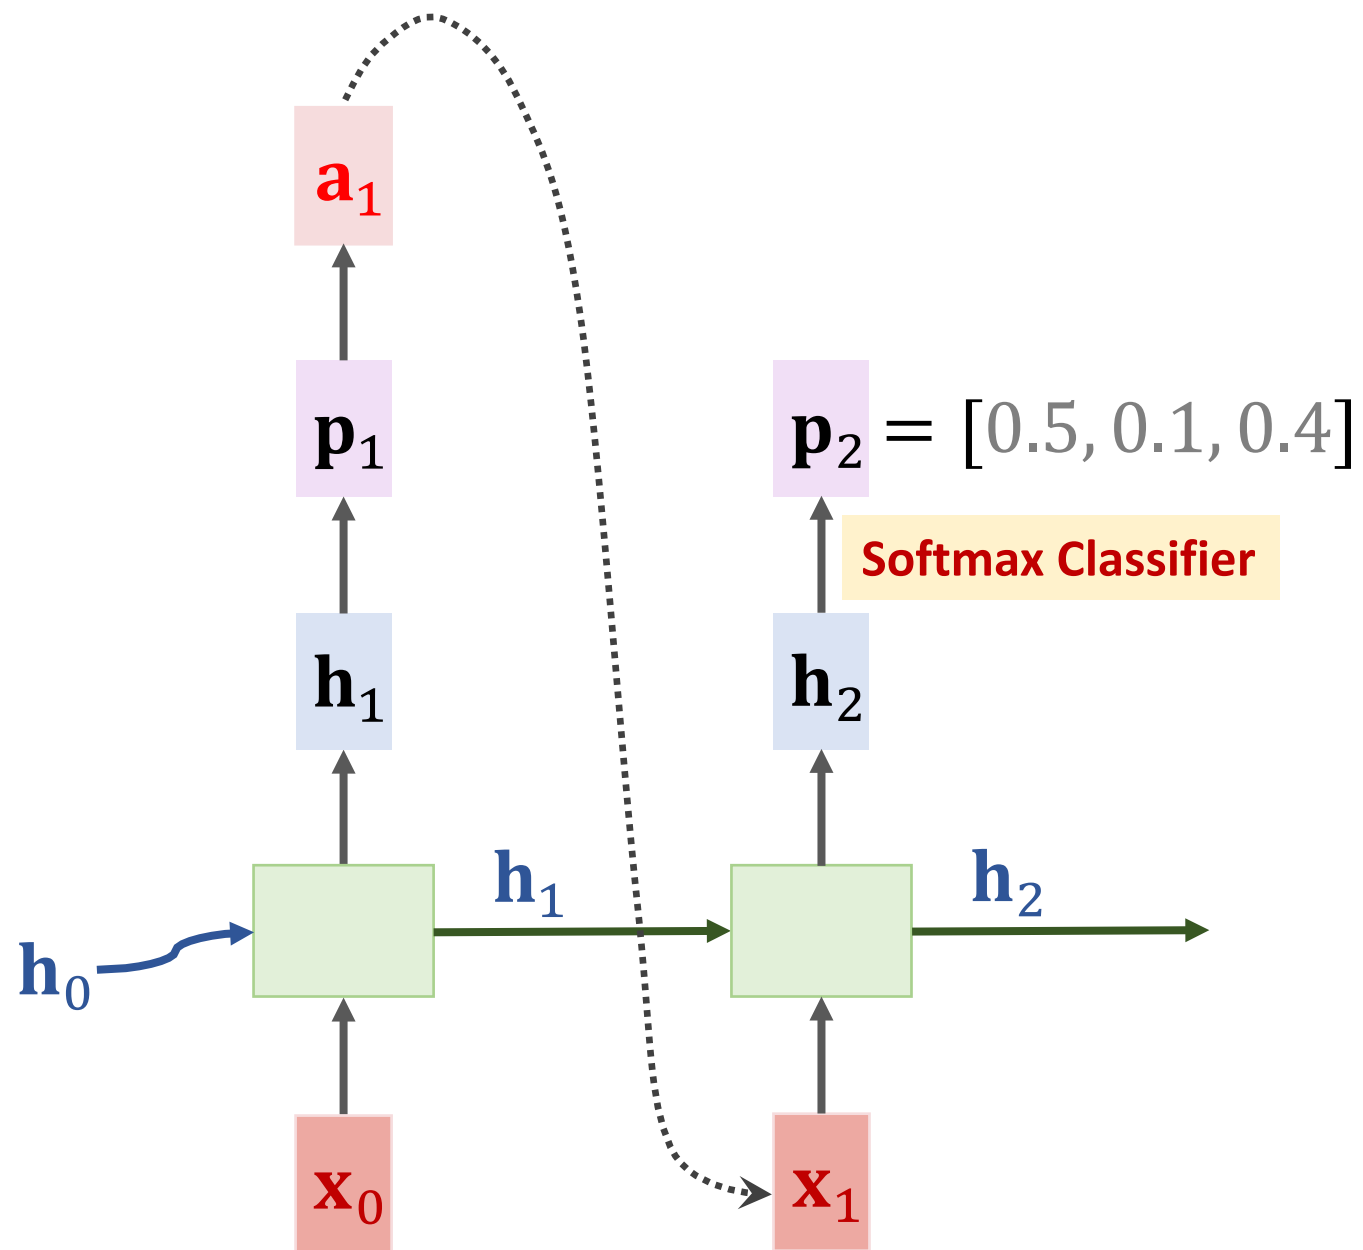 a₁
p₁
p₂ = [0.5, 0.1, 0.4]
Softmax Classifier
h₁
h₂
h₁
h₂
h₀
x₀
x₁